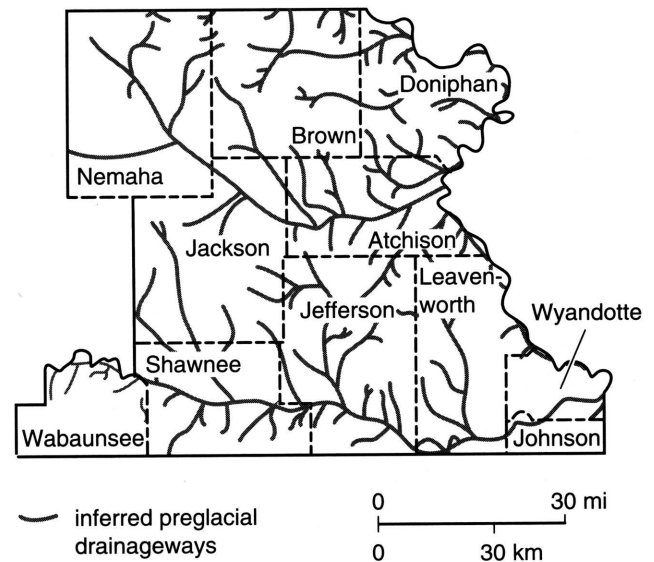 Doniphan
Brown
Nemaha
Jackson
Atchison
Leaven-
worth
Jefferson
Wyandotte
Shawnee
Wabaunsee
Johnson
inferred preglacial
drainageways
0 30 mi
0 30 km